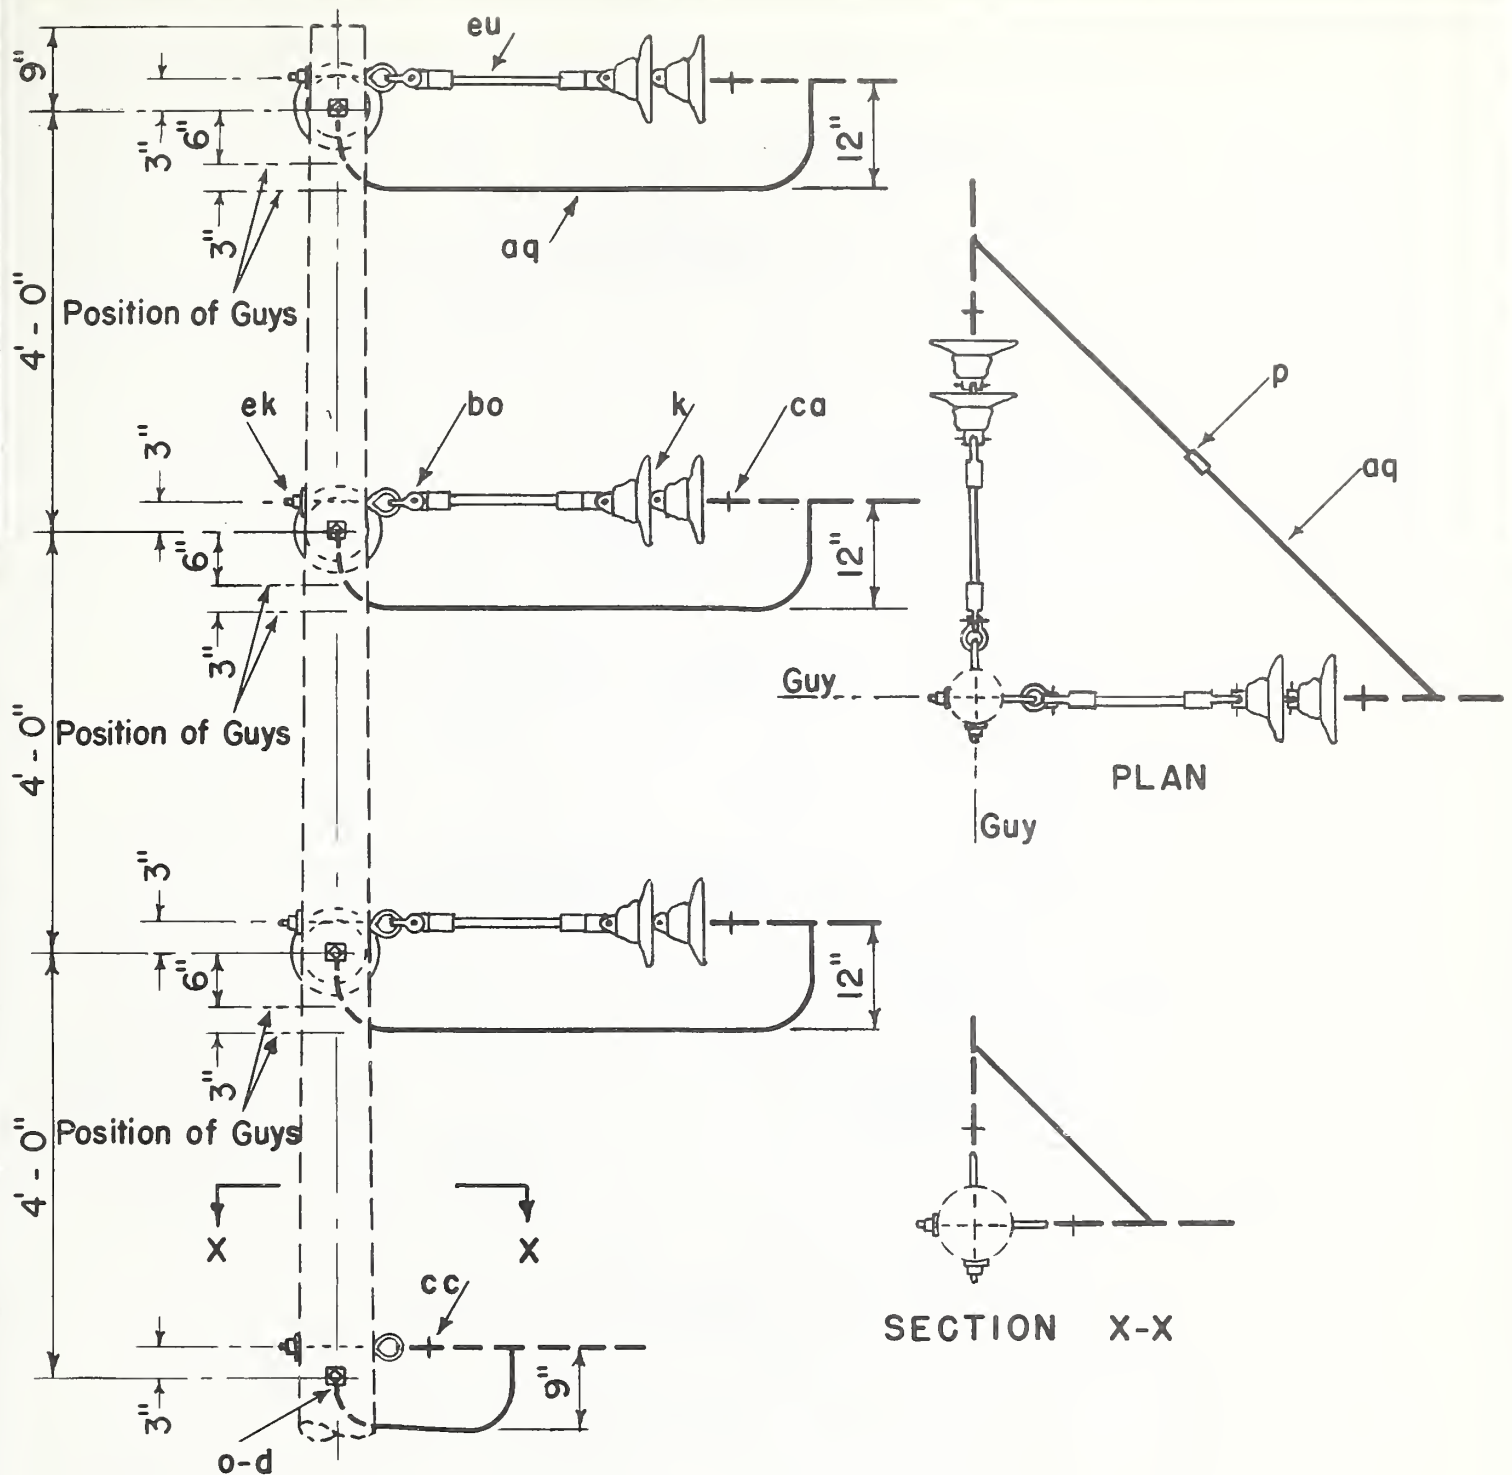 eu
9"
3"
6"
3"
12"
aq
4'-0"
Position of Guys
ek
bo
k
ca
3"
6"
3"
12"
4'-0"
Position of Guys
3"
6"
3"
12"
4'-0"
Position of Guys
X
X
cc
3"
9"
o-d
p
aq
Guy
PLAN
Guy
SECTION X-X